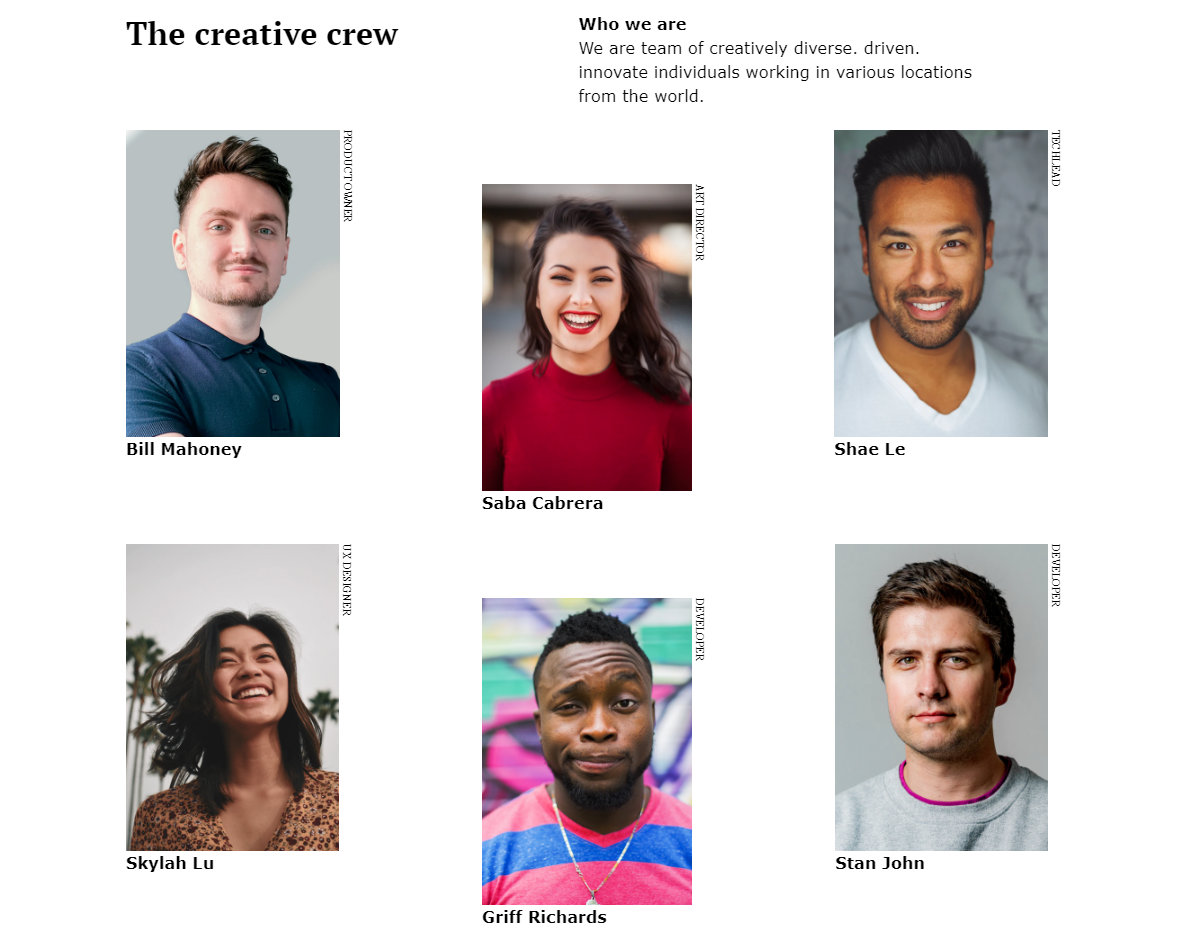 The creative crew
Who we are
We are team of creatively diverse. driven.
innovate individuals working in various locations
from the world.
PRODUCT OWNER
Bill Mahoney
ART DIRECTOR
Saba Cabrera
TECH LEAD
Shae Le
UX DESIGNER
Skylah Lu
DEVELOPER
Griff Richards
DEVELOPER
Stan John